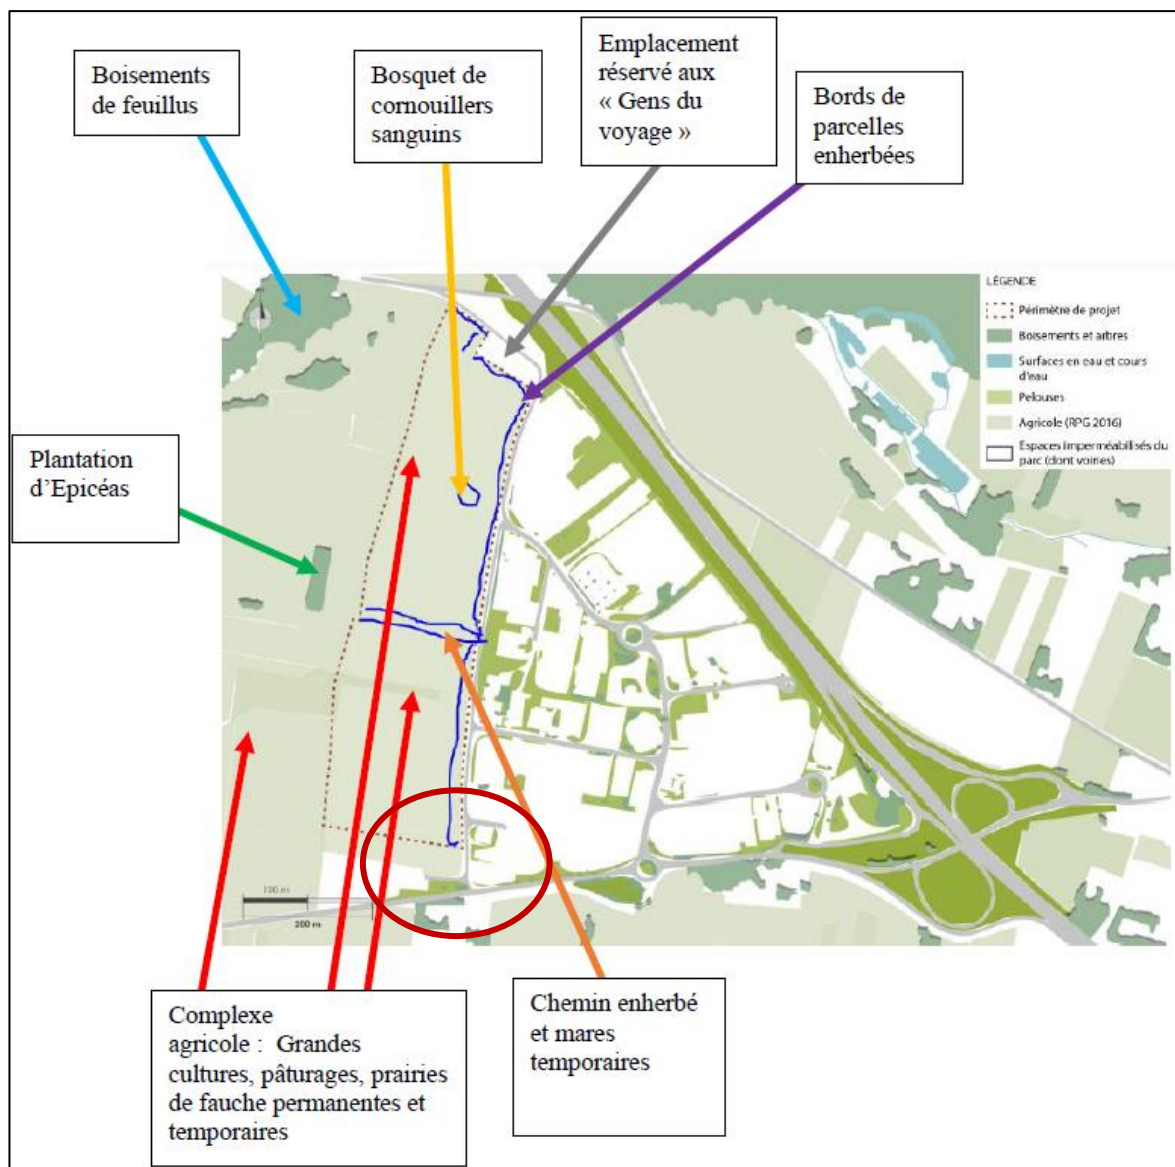 Boisements
de feuillus
Bosquet de
cornouillers
sanguins
Emplacement
réservé aux
« Gens du
voyage »
Bords de
parcelles
enherbées
LÉGENDE
Périmètre de projet
Boisements et arbres
Surfaces en eau et cours
d'eau
Pelouses
Agricole (RPG 2016)
Espaces imperméabilisés du
parc (dont voiries)
Plantation
d’Epicéas
100 m
200 m
Complexe
agricole : Grandes
cultures, pâturages, prairies
de fauche permanentes et
temporaires
Chemin enherbé
et mares
temporaires